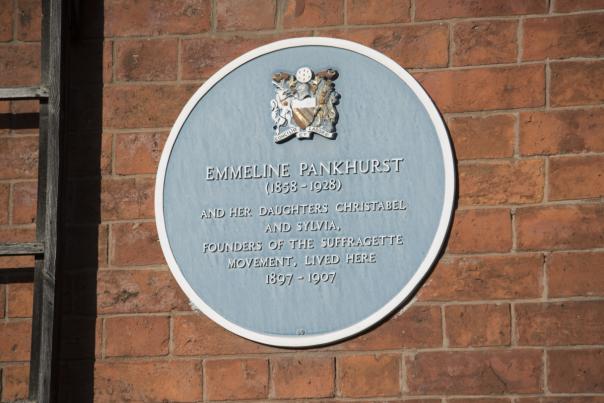 EMMELINE PANKHURST
(1858-1928)
AND HER DAUGHTERS CHRISTABEL
AND SYLVIA,
FOUNDERS OF THE SUFFRAGETTE
MOVEMENT, LIVED HERE
1897-1907